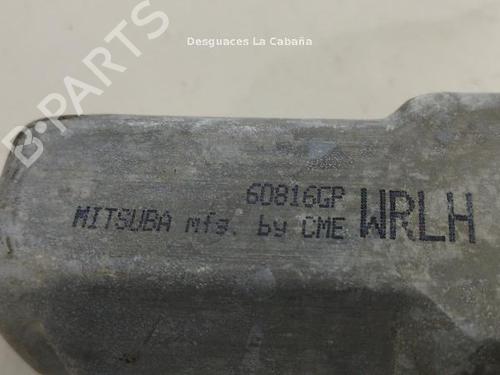 Desguaces La Cabaña
B-PARTS
6D816GP
MITSUBA mfg. by CME WRLH